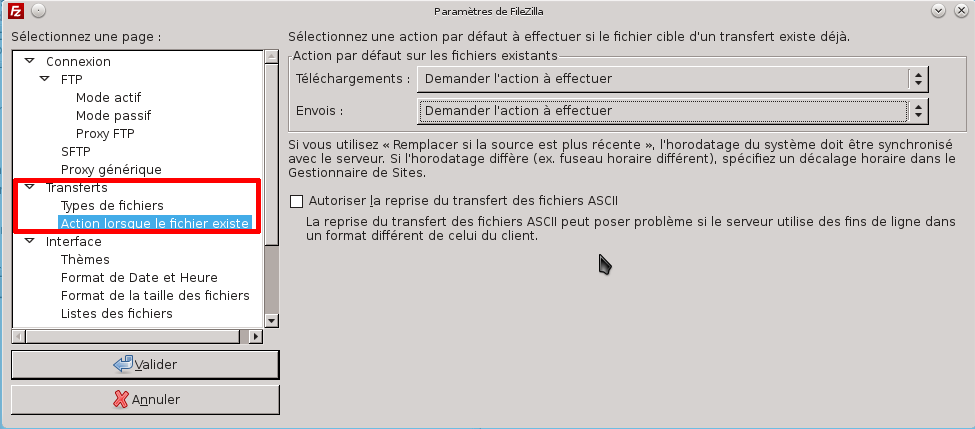 Paramètres de FileZilla
Sélectionnez une page :
Connexion
FTP
Mode actif
Mode passif
Proxy FTP
SFTP
Proxy générique
Transferts
Types de fichiers
Action lorsque le fichier existe
Interface
Thèmes
Format de Date et Heure
Format de la taille des fichiers
Listes des fichiers
Valider
Annuler
Sélectionnez une action par défaut à effectuer si le fichier cible d'un transfert existe déjà.
Action par défaut sur les fichiers existants
Téléchargements : Demander l'action à effectuer
Envois : Demander l'action à effectuer
Si vous utilisez « Remplacer si la source est plus récente », l'horodatage du système doit être synchronisé
avec le serveur. Si l'horodatage diffère (ex. fuseau horaire différent), spécifiez un décalage horaire dans le
Gestionnaire de Sites.
Autoriser la reprise du transfert des fichiers ASCII
La reprise du transfert des fichiers ASCII peut poser problème si le serveur utilise des fins de ligne dans
un format différent de celui du client.